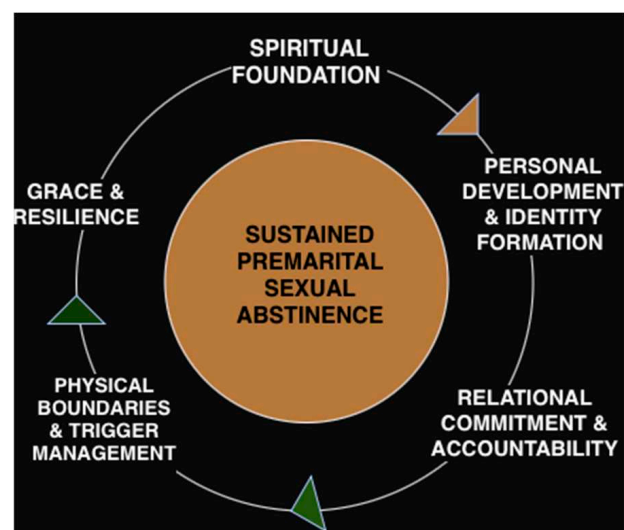 SPIRITUAL
FOUNDATION
PERSONAL
DEVELOPMENT
& IDENTITY
FORMATION
RELATIONAL
COMMITMENT &
ACCOUNTABILITY
PHYSICAL
BOUNDARIES
& TRIGGER
MANAGEMENT
GRACE &
RESILIENCE
SUSTAINED
PREMARITAL
SEXUAL
ABSTINENCE